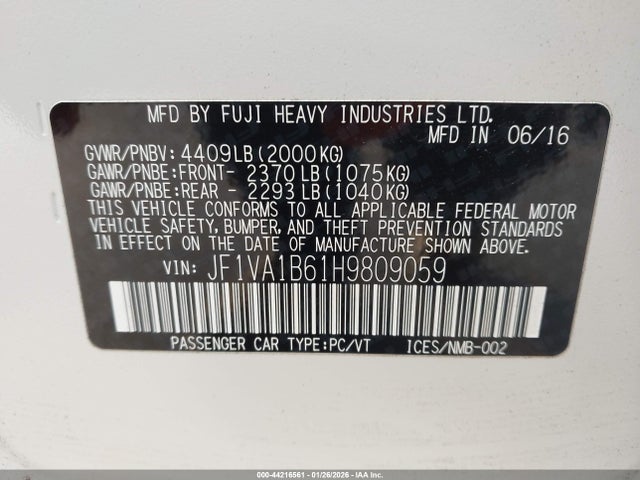 MFD BY FUJI HEAVY INDUSTRIES LTD.
MFD IN 06/16
GVWR/PNBV: 4409LB(2000KG)
GAWR/PNBE:FRONT- 2370LB(1075KG)
GAWR/PNBE:REAR - 2293LB(1040KG)
THIS VEHICLE CONFORMS TO ALL APPLICABLE FEDERAL MOTOR
VEHICLE SAFETY, BUMPER, AND THEFT PREVENTION STANDARDS
IN EFFECT ON THE DATE OF MANUFACTURE SHOWN ABOVE.
VIN: JF1VA1B61H9809059
PASSENGER CAR TYPE:PC/VT ICES/NMB-002
000-44216561 - 01/26/2026 - IAA Inc.